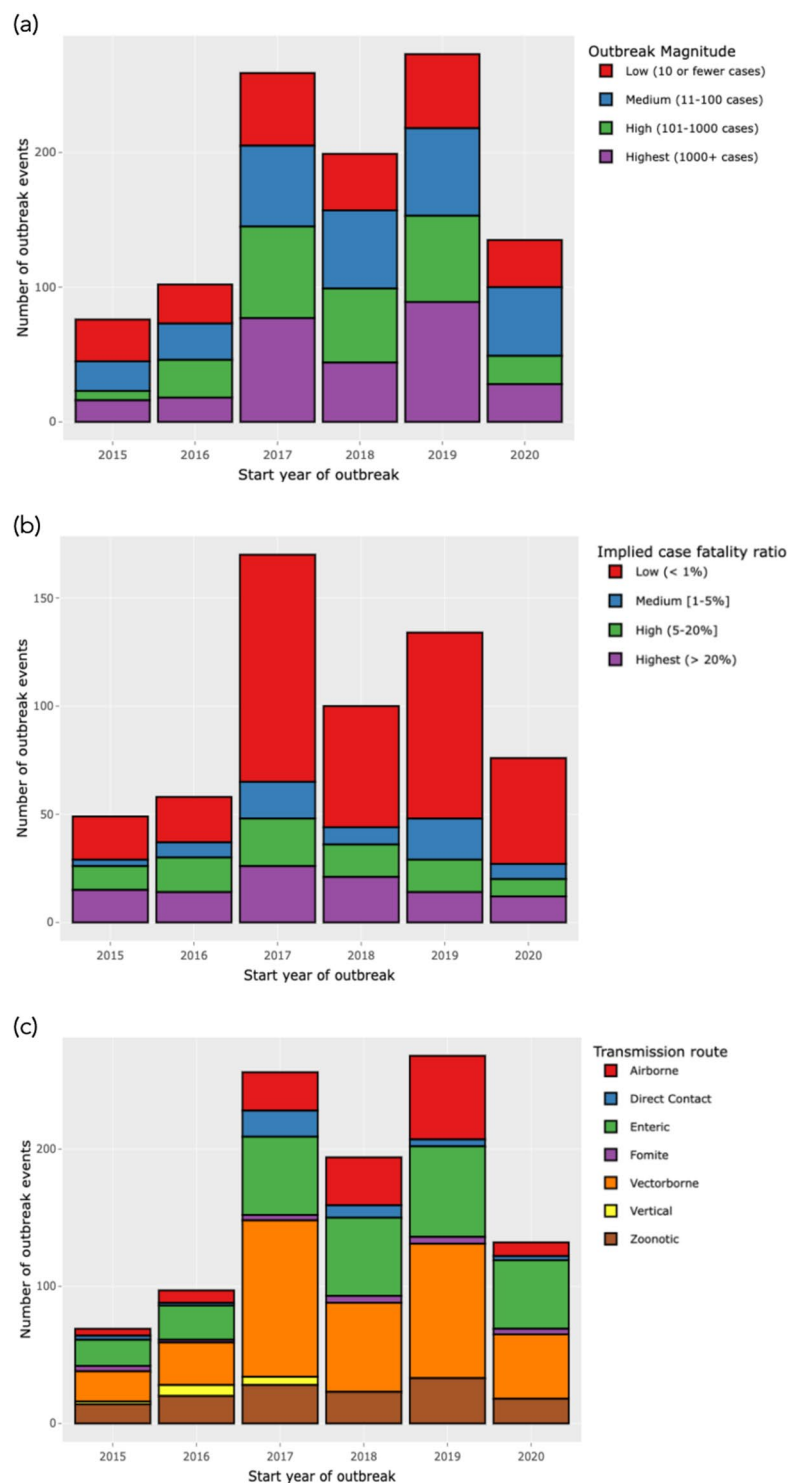 (a)
Outbreak Magnitude
Low (10 or fewer cases)
Medium (11-100 cases)
High (101-1000 cases)
Highest (1000+ cases)
Number of outbreak events
200
100
0
2015 2016 2017 2018 2019 2020
Start year of outbreak
(b)
Implied case fatality ratio
Low (< 1%)
Medium [1-5%]
High (5-20%]
Highest (> 20%)
Number of outbreak events
150
100
50
0
2015 2016 2017 2018 2019 2020
Start year of outbreak
(c)
Transmission route
Airborne
Direct Contact
Enteric
Fomite
Vectorborne
Vertical
Zoonotic
Number of outbreak events
200
100
0
2015 2016 2017 2018 2019 2020
Start year of outbreak